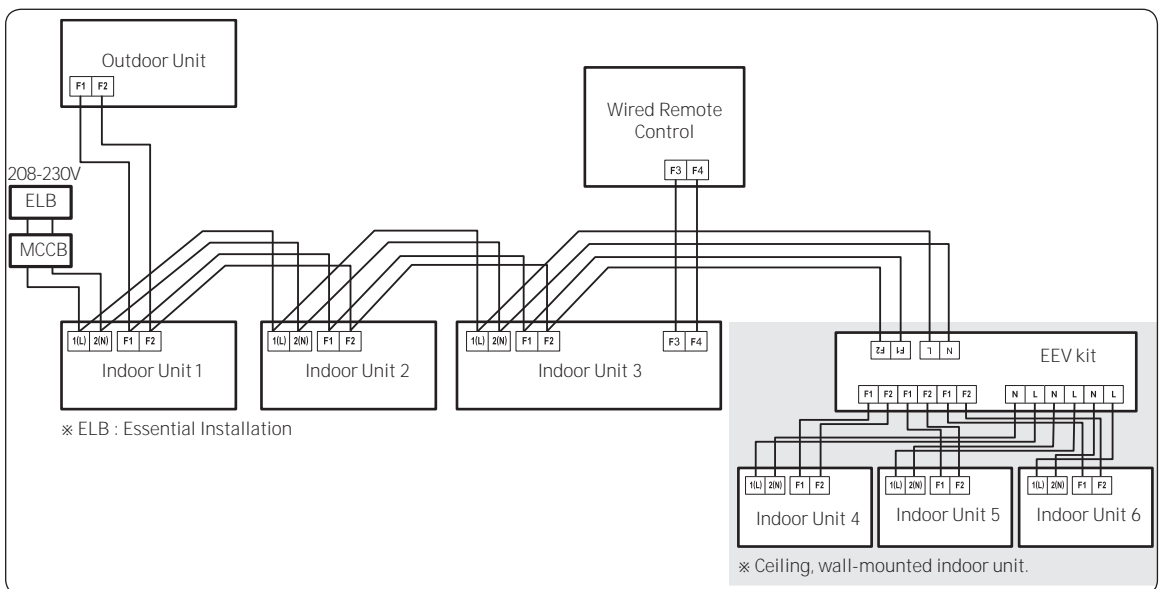 Outdoor Unit
F1 F2
Wired Remote
Control
F3 F4
208-230V
ELB
MCCB
1(L) 2(N) F1 F2
Indoor Unit 1
1(L) 2(N) F1 F2
Indoor Unit 2
1(L) 2(N) F1 F2 F3 F4
Indoor Unit 3
※ ELB : Essential Installation
F2 F1 L N
EEV kit
F1 F2 F1 F2 F1 F2 N L N L N L
1(L) 2(N) F1 F2
Indoor Unit 4
1(L) 2(N) F1 F2
Indoor Unit 5
1(L) 2(N) F1 F2
Indoor Unit 6
※ Ceiling, wall-mounted indoor unit.